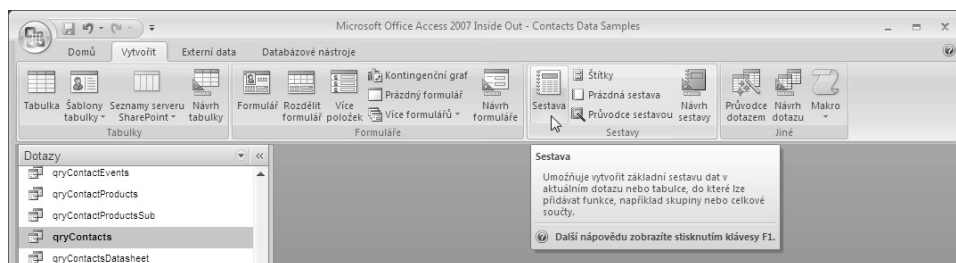 Microsoft Office Access 2007 Inside Out - Contacts Data Samples
Domů Vytvořit Externí data Databázové nástroje
Tabulka
Šablony tabulky
Seznamy serveru SharePoint
Návrh tabulky
Tabulky
Formulář
Rozdělit formulář
Více položek
Kontingenční graf
Prázdný formulář
Více formulářů
Návrh formuláře
Formuláře
Sestava
Štítky
Prázdná sestava
Průvodce sestavou
Návrh sestavy
Sestavy
Průvodce dotazem
Návrh dotazu
Makro
Jiné
Dotazy
qryContactEvents
qryContactProducts
qryContactProductsSub
qryContacts
qryContactsDatasheet
Sestava
Umožňuje vytvořit základní sestavu dat v
aktuálním dotazu nebo tabulce, do které lze
přidávat funkce, například skupiny nebo celkové
součty.
Další nápovědu zobrazíte stisknutím klávesy F1.